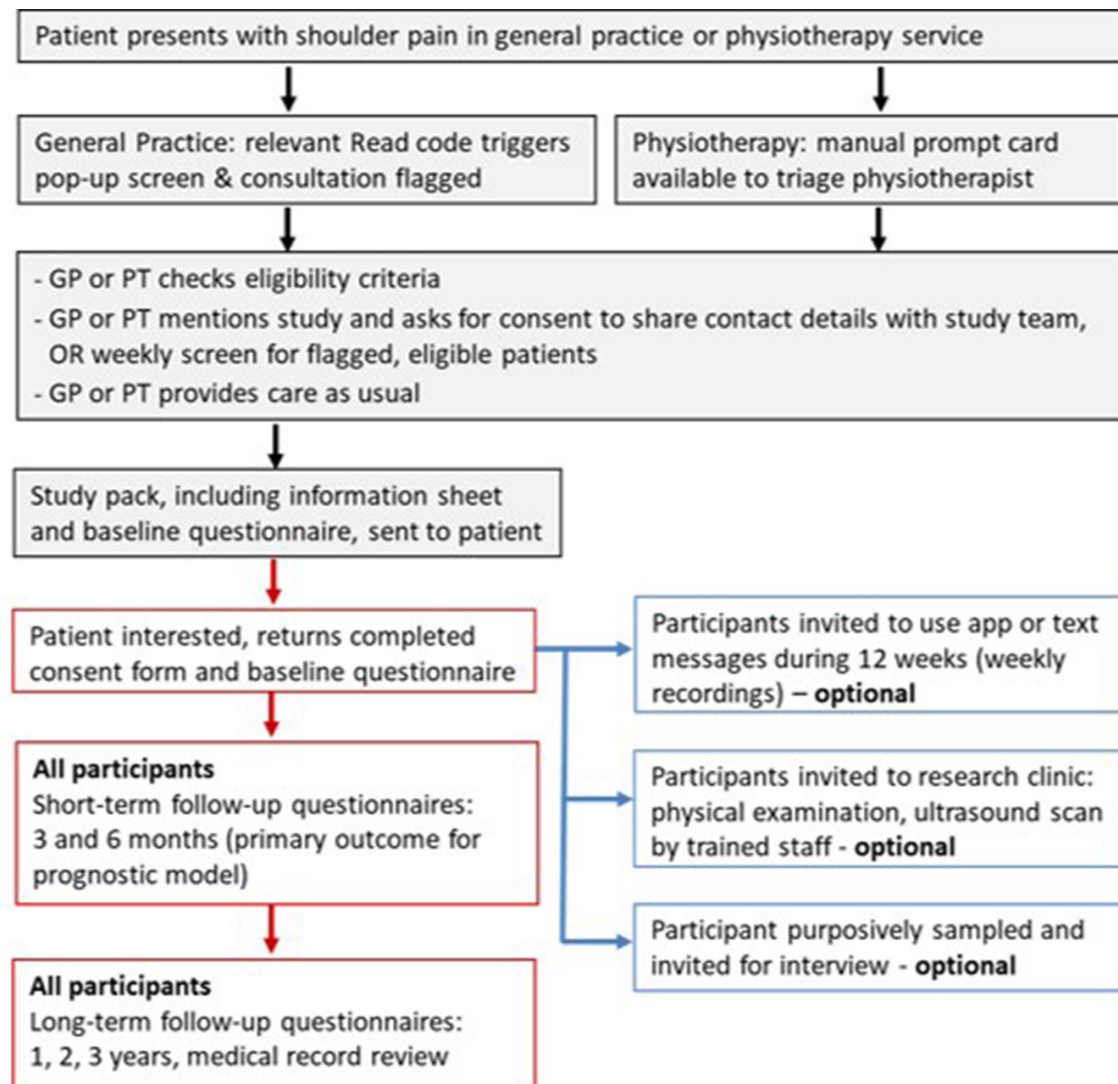 Patient presents with shoulder pain in general practice or physiotherapy service
General Practice: relevant Read code triggers
pop-up screen & consultation flagged
Physiotherapy: manual prompt card
available to triage physiotherapist
- GP or PT checks eligibility criteria
- GP or PT mentions study and asks for consent to share contact details with study team,
OR weekly screen for flagged, eligible patients
- GP or PT provides care as usual
Study pack, including information sheet
and baseline questionnaire, sent to patient
Patient interested, returns completed
consent form and baseline questionnaire
Participants invited to use app or text
messages during 12 weeks (weekly
recordings) – optional
Participants invited to research clinic:
physical examination, ultrasound scan
by trained staff - optional
Participant purposively sampled and
invited for interview - optional
All participants
Short-term follow-up questionnaires:
3 and 6 months (primary outcome for
prognostic model)
All participants
Long-term follow-up questionnaires:
1, 2, 3 years, medical record review